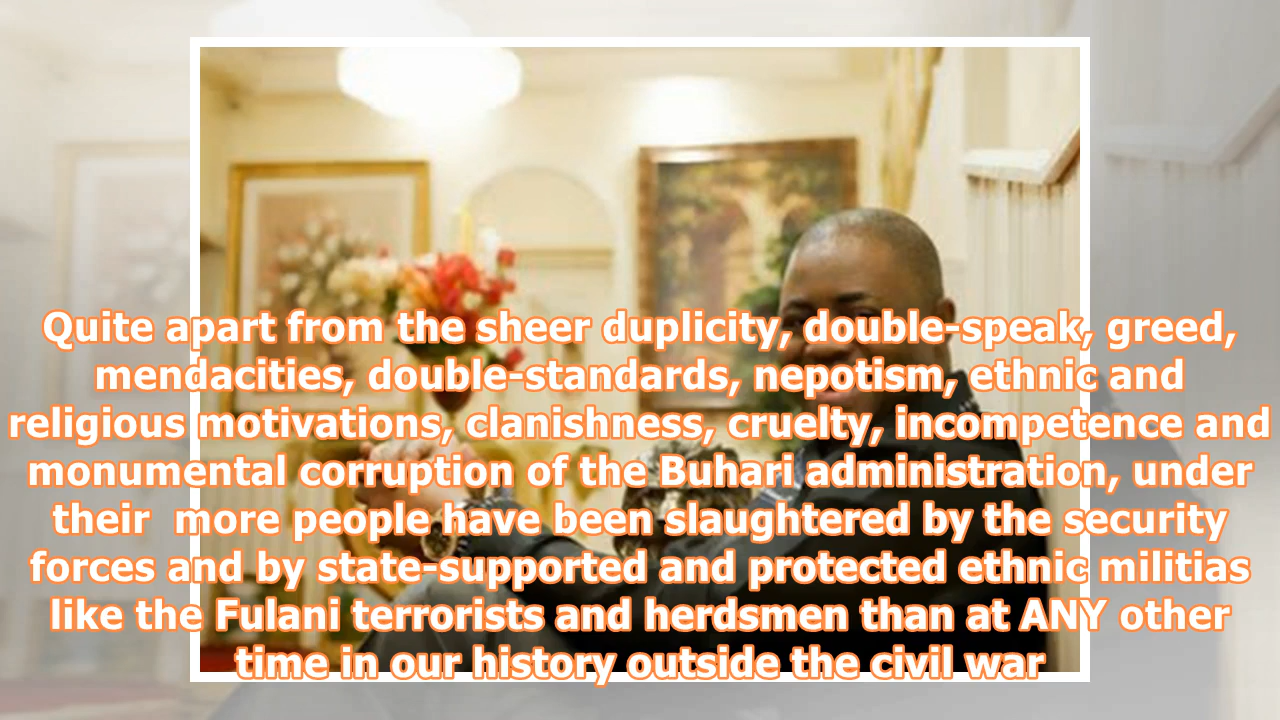 Quite apart from the sheer duplicity, double-speak, greed,
mendacities, double-standards, nepotism, ethnic and
religious motivations, clanishness, cruelty, incompetence and
monumental corruption of the Buhari administration, under
their  more people have been slaughtered by the security
forces and by state-supported and protected ethnic militias
like the Fulani terrorists and herdsmen than at ANY other
time in our history outside the civil war